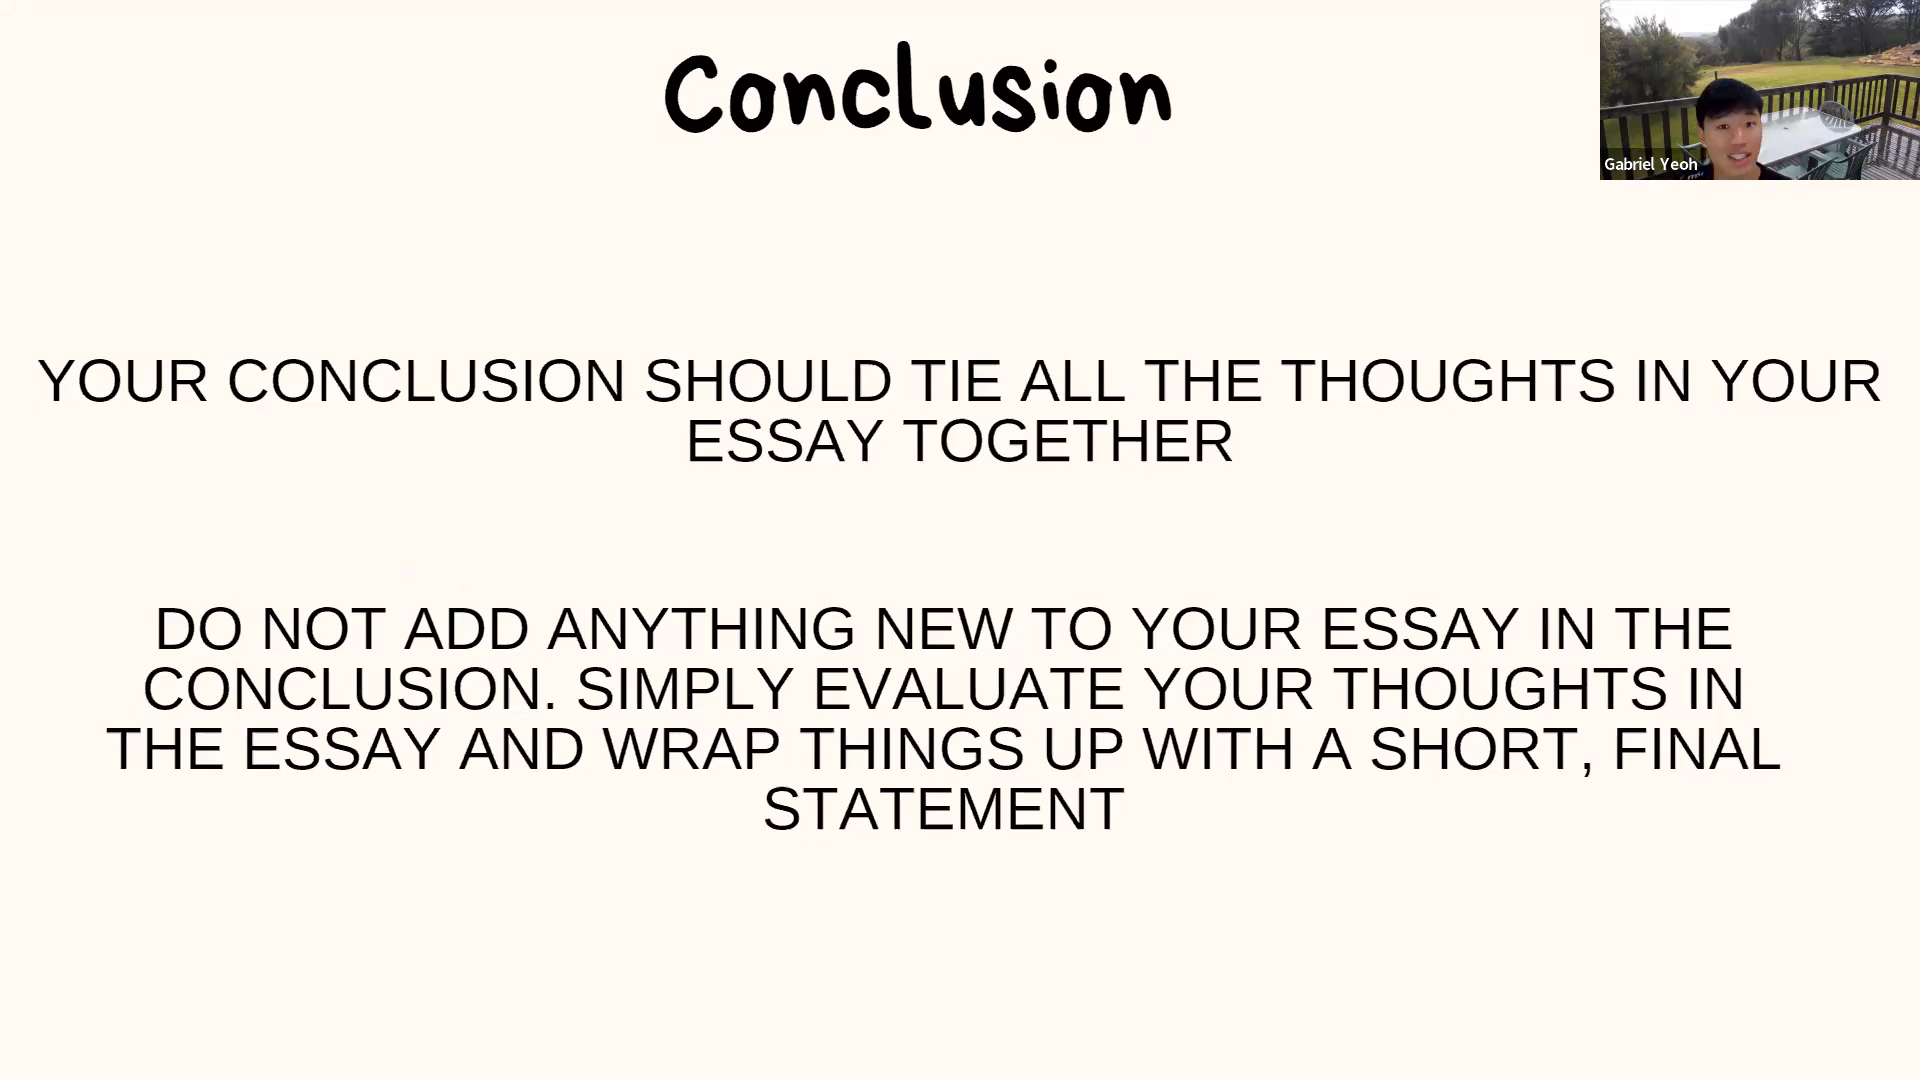 Conclusion
Gabriel Yeoh
YOUR CONCLUSION SHOULD TIE ALL THE THOUGHTS IN YOUR
ESSAY TOGETHER
DO NOT ADD ANYTHING NEW TO YOUR ESSAY IN THE
CONCLUSION. SIMPLY EVALUATE YOUR THOUGHTS IN
THE ESSAY AND WRAP THINGS UP WITH A SHORT, FINAL
STATEMENT